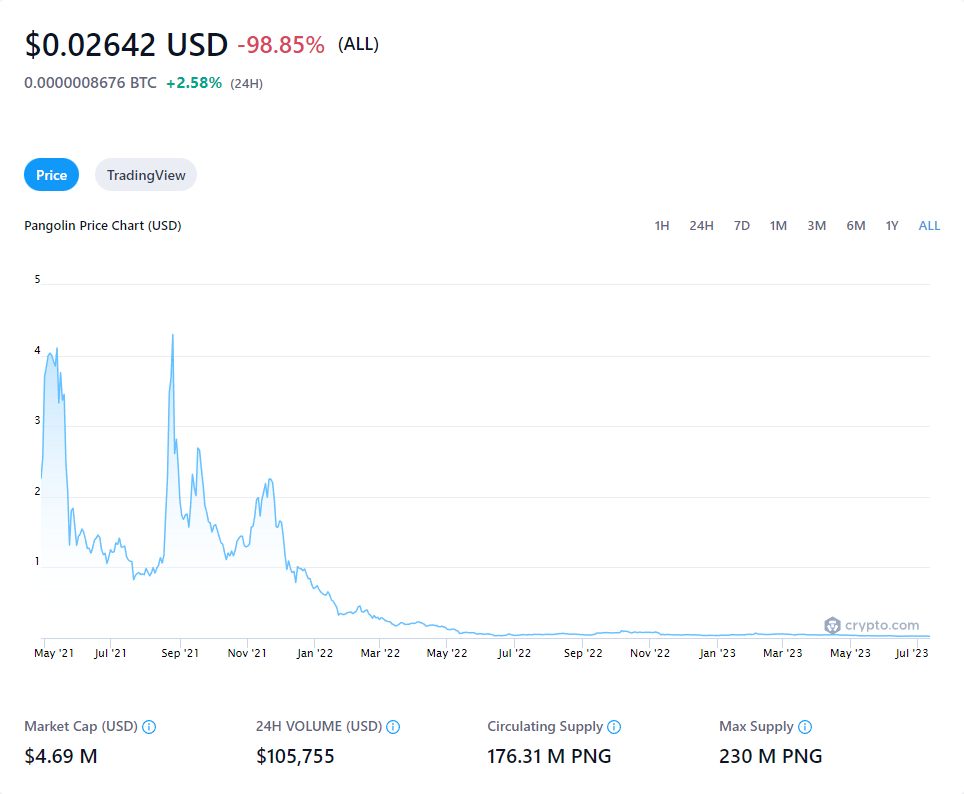 $0.02642 USD -98.85% (ALL)
0.0000008676 BTC +2.58% (24H)
Price TradingView
Pangolin Price Chart (USD) 1H 24H 7D 1M 3M 6M 1Y ALL
5
4
3
2
1
crypto.com
May '21 Jul '21 Sep '21 Nov '21 Jan '22 Mar '22 May '22 Jul '22 Sep '22 Nov '22 Jan '23 Mar '23 May '23 Jul '23
Market Cap (USD) 24H VOLUME (USD) Circulating Supply Max Supply
$4.69 M $105,755 176.31 M PNG 230 M PNG